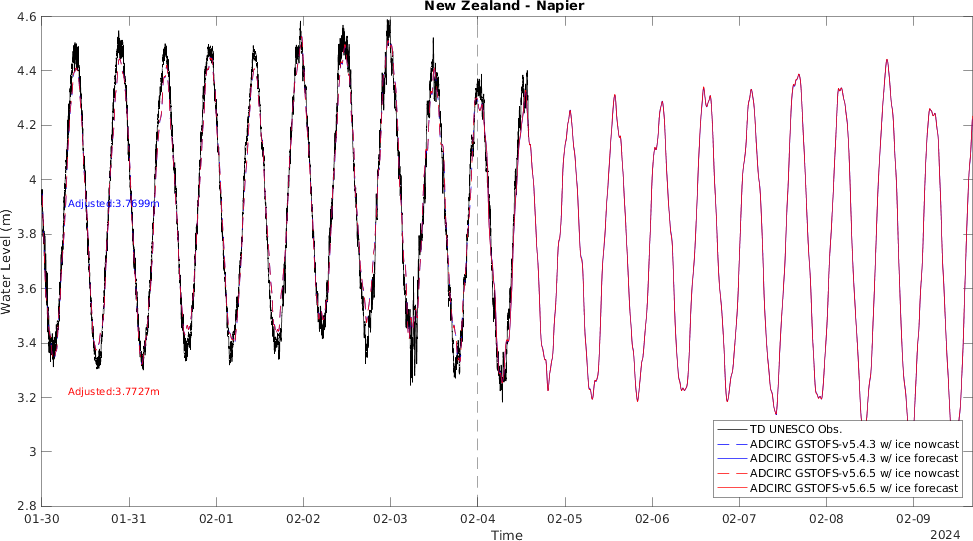 New Zealand - Napier
4.6
4.4
4.2
4
3.8
3.6
3.4
3.2
3
2.8
Water Level (m)
Adjusted:3.7699m
Adjusted:3.7727m
TD UNESCO Obs.
ADCIRC GSTOFS-v5.4.3 w/ ice nowcast
ADCIRC GSTOFS-v5.4.3 w/ ice forecast
ADCIRC GSTOFS-v5.6.5 w/ ice nowcast
ADCIRC GSTOFS-v5.6.5 w/ ice forecast
01-30 01-31 02-01 02-02 02-03 02-04 02-05 02-06 02-07 02-08 02-09
Time
2024